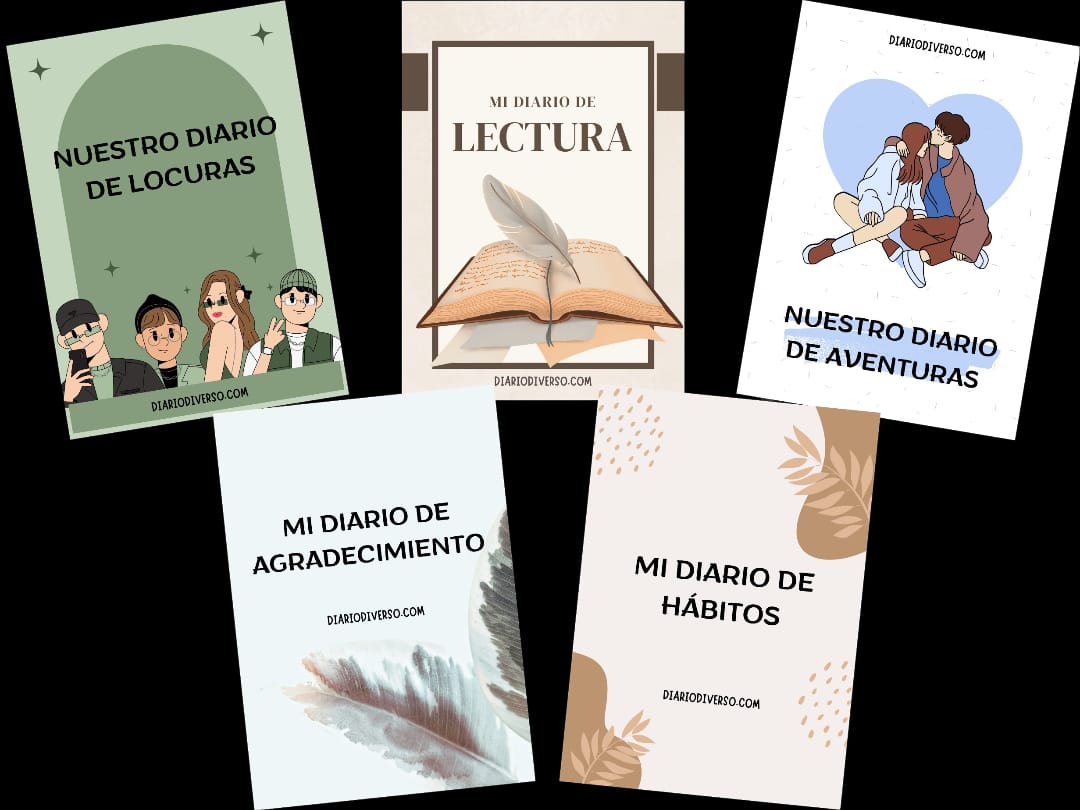 NUESTRO DIARIO
DE LOCURAS
DIARIODIVERSO.COM
MI DIARIO DE
LECTURA
DIARIODIVERSO.COM
DIARIODIVERSO.COM
NUESTRO DIARIO
DE AVENTURAS
MI DIARIO DE
AGRADECIMIENTO
DIARIODIVERSO.COM
MI DIARIO DE
HÁBITOS
DIARIODIVERSO.COM